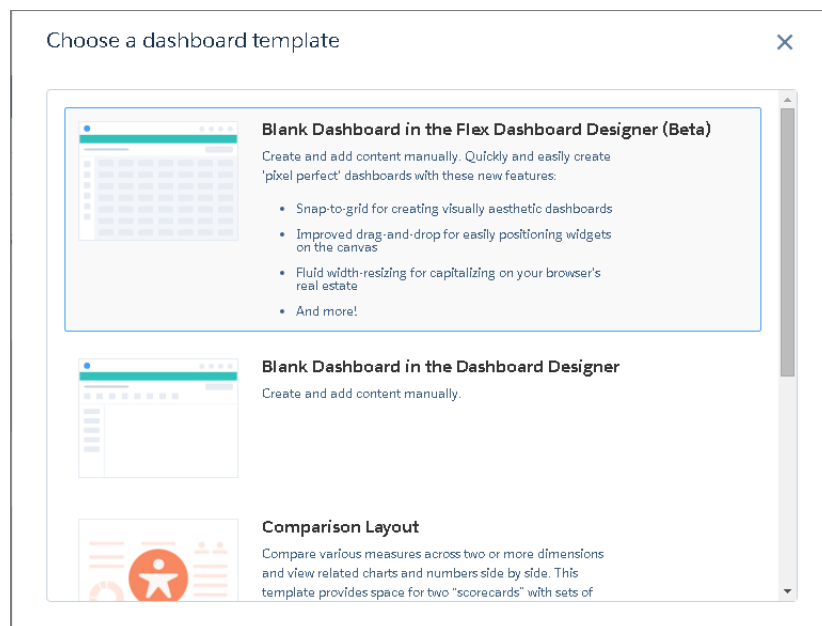 Choose a dashboard template
Blank Dashboard in the Flex Dashboard Designer (Beta)
Create and add content manually. Quickly and easily create
'pixel perfect' dashboards with these new features:
• Snap-to-grid for creating visually aesthetic dashboards
• Improved drag-and-drop for easily positioning widgets
on the canvas
• Fluid width-resizing for capitalizing on your browser's
real estate
• And more!
Blank Dashboard in the Dashboard Designer
Create and add content manually.
Comparison Layout
Compare various measures across two or more dimensions
and view related charts and numbers side by side. This
template provides space for two “scorecards” with sets of